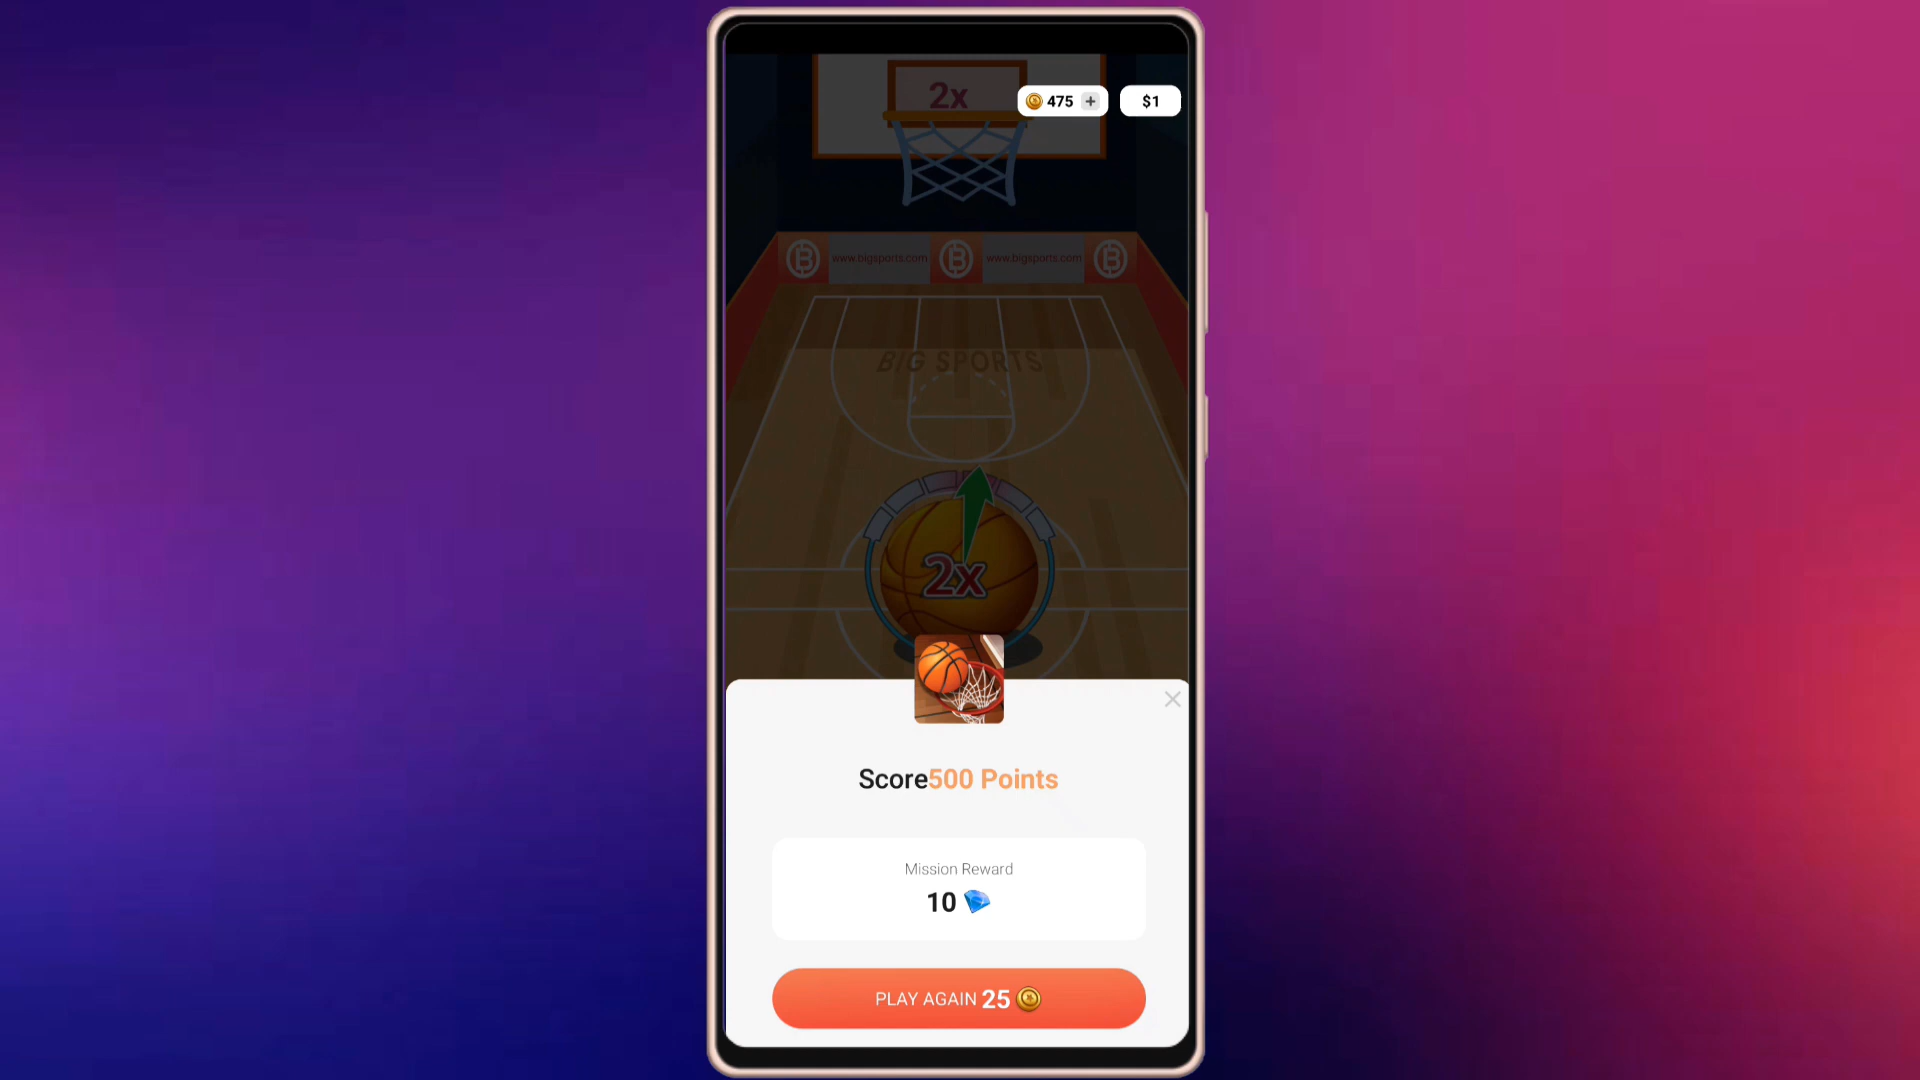 2x
475 +
$1
www.bigsports.com www.bigsports.com
BIG SPORTS
2x
Score500 Points
Mission Reward
10
PLAY AGAIN 25